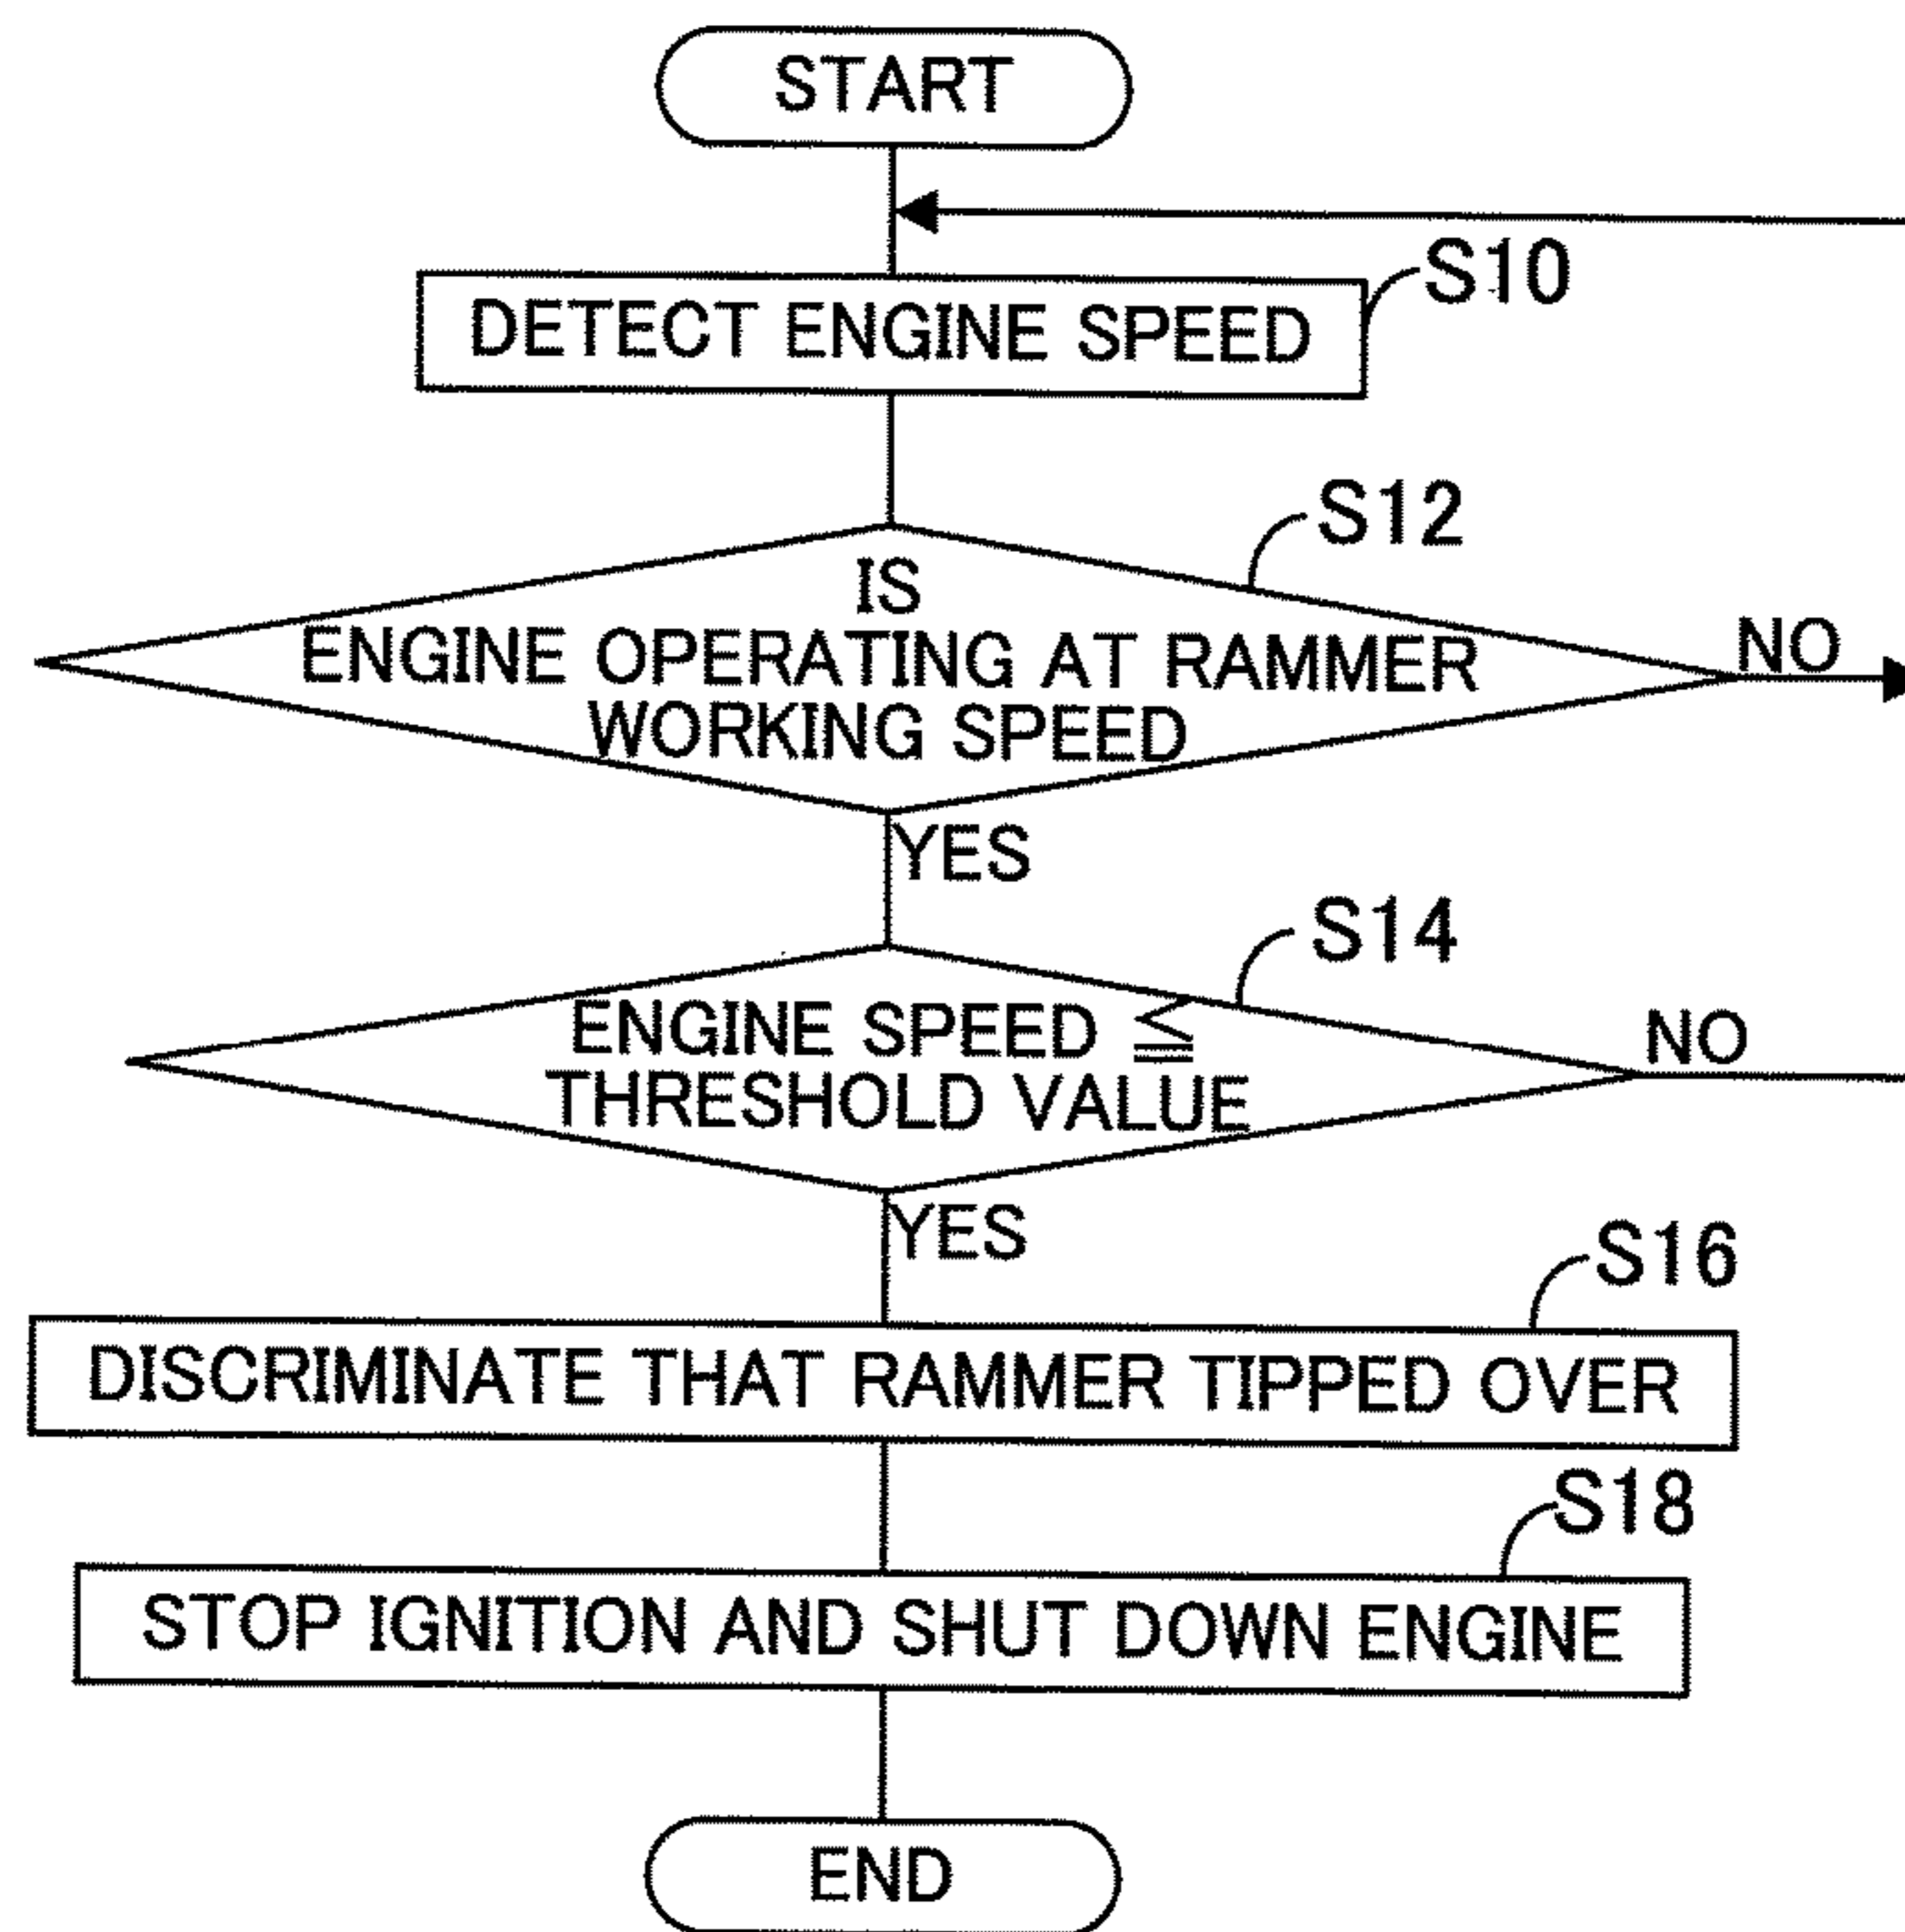 START
S10
DETECT ENGINE SPEED
S12
IS
ENGINE OPERATING AT RAMMER
WORKING SPEED
NO
YES
S14
ENGINE SPEED ≦
THRESHOLD VALUE
NO
YES
S16
DISCRIMINATE THAT RAMMER TIPPED OVER
S18
STOP IGNITION AND SHUT DOWN ENGINE
END